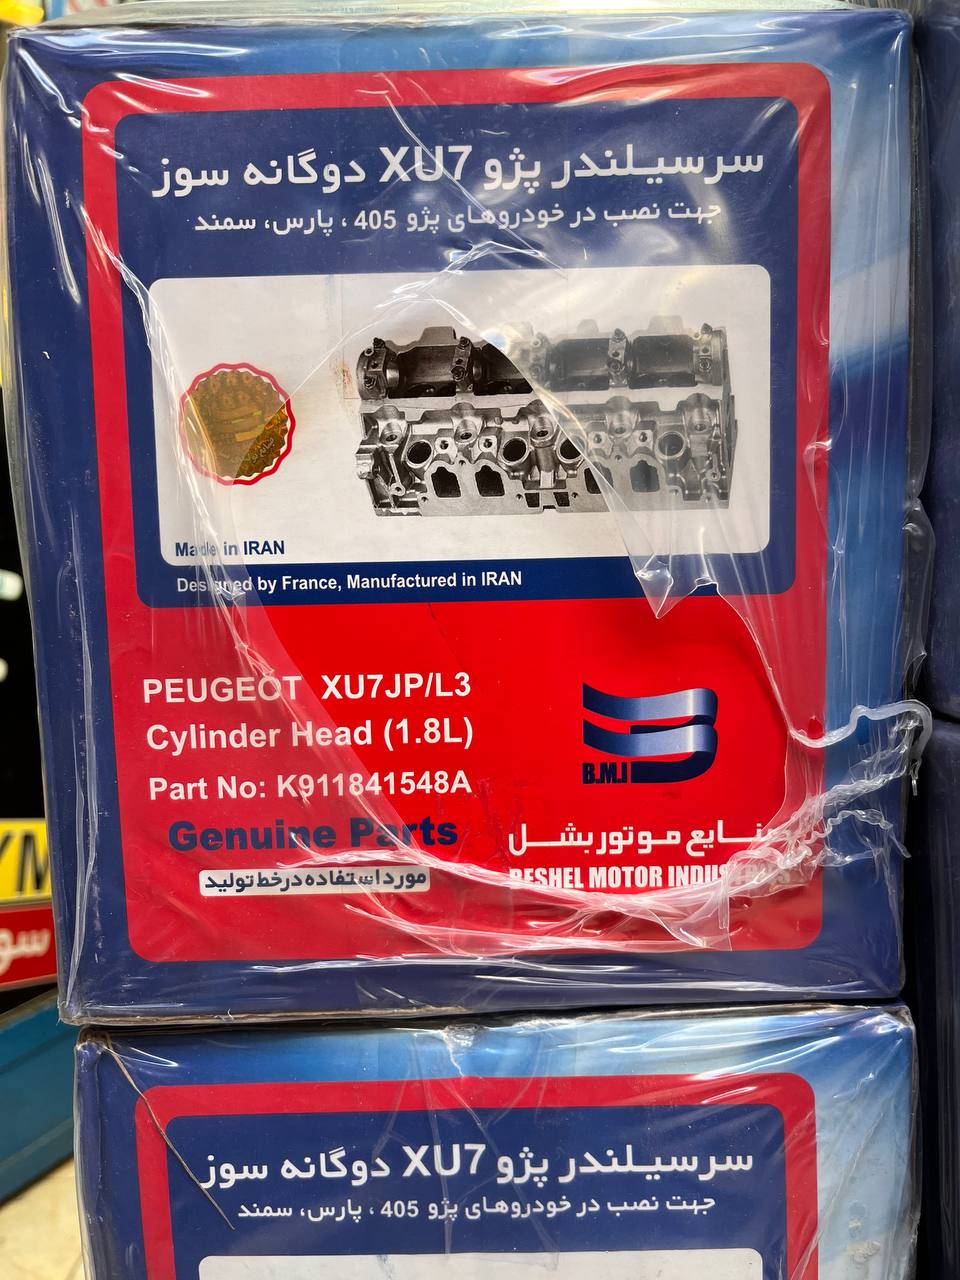 سرسیلندر پژو XU7 دوگانه سوز
جهت نصب در خودروهای پژو 405 ، پارس، سمند
Made in IRAN
Designed by France, Manufactured in IRAN
PEUGEOT XU7JP/L3
Cylinder Head (1.8L)
Part No: K911841548A
Genuine Parts
مورد استفاده در خط تولید
B.M.I
صنایع موتور بشل
BESHEL MOTOR INDUSTRIES
YM
سو
سرسیلندر پژو XU7 دوگانه سوز
جهت نصب در خودروهای پژو 405 ، پارس، سمند